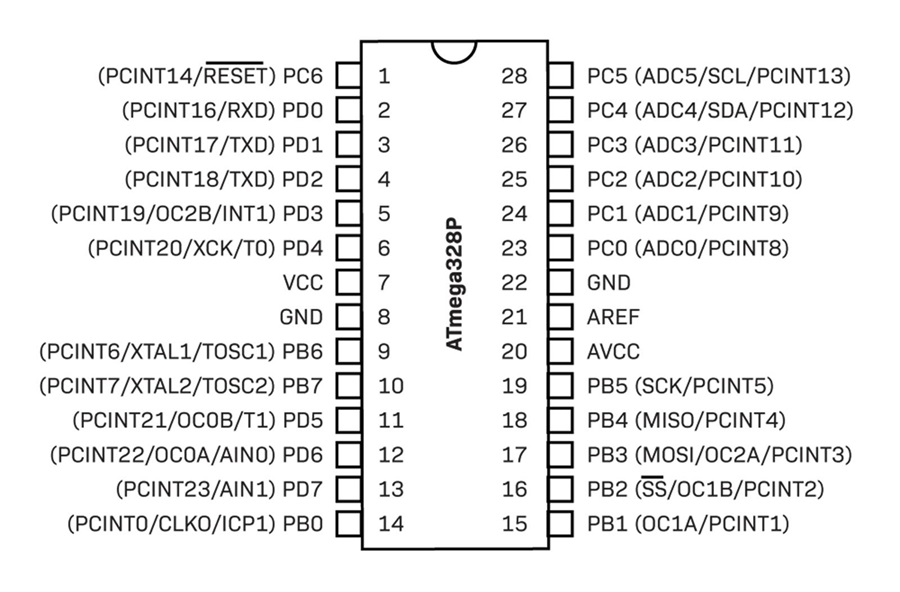 (PCINT14/RESET) PC6 1 28 PC5 (ADC5/SCL/PCINT13)
(PCINT16/RXD) PD0 2 27 PC4 (ADC4/SDA/PCINT12)
(PCINT17/TXD) PD1 3 26 PC3 (ADC3/PCINT11)
(PCINT18/TXD) PD2 4 25 PC2 (ADC2/PCINT10)
(PCINT19/OC2B/INT1) PD3 5 24 PC1 (ADC1/PCINT9)
(PCINT20/XCK/T0) PD4 6 23 PC0 (ADC0/PCINT8)
VCC 7 22 GND
GND 8 21 AREF
(PCINT6/XTAL1/TOSC1) PB6 9 20 AVCC
(PCINT7/XTAL2/TOSC2) PB7 10 19 PB5 (SCK/PCINT5)
(PCINT21/OC0B/T1) PD5 11 18 PB4 (MISO/PCINT4)
(PCINT22/OC0A/AIN0) PD6 12 17 PB3 (MOSI/OC2A/PCINT3)
(PCINT23/AIN1) PD7 13 16 PB2 (SS/OC1B/PCINT2)
(PCINT0/CLKO/ICP1) PB0 14 15 PB1 (OC1A/PCINT1)
ATmega328P